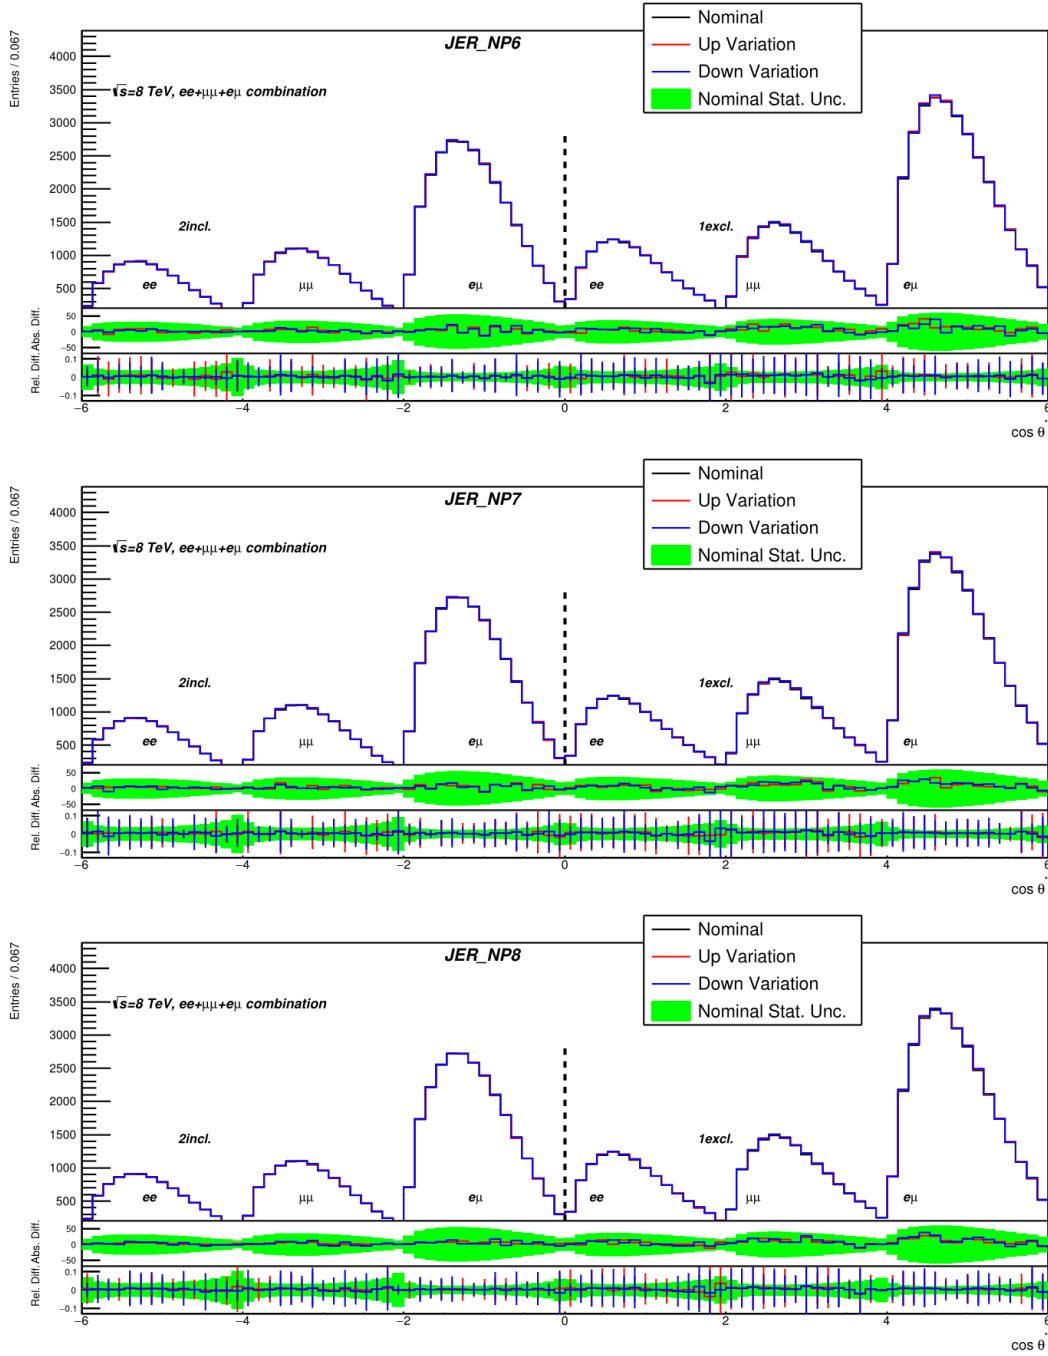 Nominal
Up Variation
Down Variation
Nominal Stat. Unc.
JER_NP6
√s=8 TeV, ee+μμ+eμ combination
Entries / 0.067
4000
3500
3000
2500
2000
1500
1000
500
2incl.
1excl.
ee
μμ
eμ
ee
μμ
eμ
Abs. Diff.
50
0
−50
Rel. Diff.
0.1
0
−0.1
−6
−4
−2
0
2
4
6
cos θ*
Nominal
Up Variation
Down Variation
Nominal Stat. Unc.
JER_NP7
√s=8 TeV, ee+μμ+eμ combination
Entries / 0.067
4000
3500
3000
2500
2000
1500
1000
500
2incl.
1excl.
ee
μμ
eμ
ee
μμ
eμ
Abs. Diff.
50
0
−50
Rel. Diff.
0.1
0
−0.1
−6
−4
−2
0
2
4
6
cos θ*
Nominal
Up Variation
Down Variation
Nominal Stat. Unc.
JER_NP8
√s=8 TeV, ee+μμ+eμ combination
Entries / 0.067
4000
3500
3000
2500
2000
1500
1000
500
2incl.
1excl.
ee
μμ
eμ
ee
μμ
eμ
Abs. Diff.
50
0
−50
Rel. Diff.
0.1
0
−0.1
−6
−4
−2
0
2
4
6
cos θ*